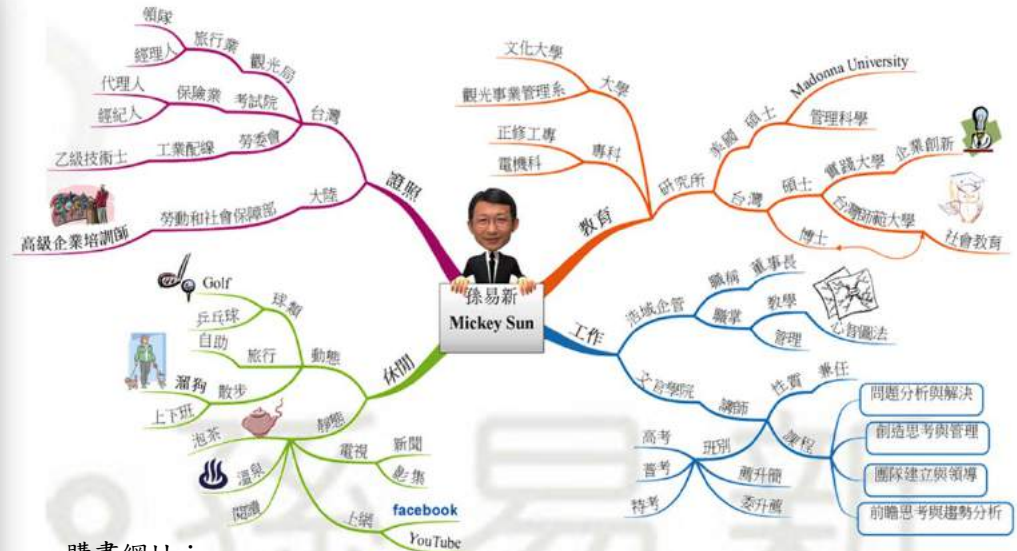 孫易新
Mickey Sun
證照
台灣
觀光局
旅行業
領隊
經理人
考試院
保險業
代理人
經紀人
勞委會
工業配線
乙級技術士
大陸
勞動和社會保障部
高級企業培訓師
教育
大學
文化大學
觀光事業管理系
專科
正修工專
電機科
研究所
美國
碩士
Madonna University
管理科學
台灣
碩士
實踐大學
企業創新
台灣師範大學
社會教育
博士
工作
浩域企管
職稱
董事長
職掌
教學
心智圖法
管理
文官學院
講師
性質
兼任
課程
問題分析與解決
創造思考與管理
團隊建立與領導
前瞻思考與趨勢分析
班別
高考
普考
特考
薦升簡
委升薦
休閒
動態
球類
Golf
乒乓球
旅行
自助
散步
溜狗
上下班
靜態
泡茶
溫泉
閱讀
電視
新聞
影集
上網
facebook
YouTube
購書網址：
孫易新